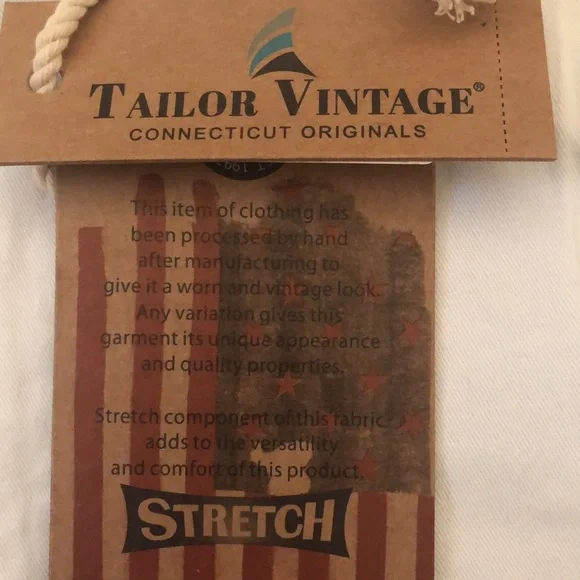 TAILOR VINTAGE®
CONNECTICUT ORIGINALS
This item of clothing has
been processed by hand
after manufacturing to
give it a worn and vintage look.
Any variation gives this
garment its unique appearance
and quality properties.
Stretch component of this fabric
adds to the versatility
and comfort of this product.
STRETCH